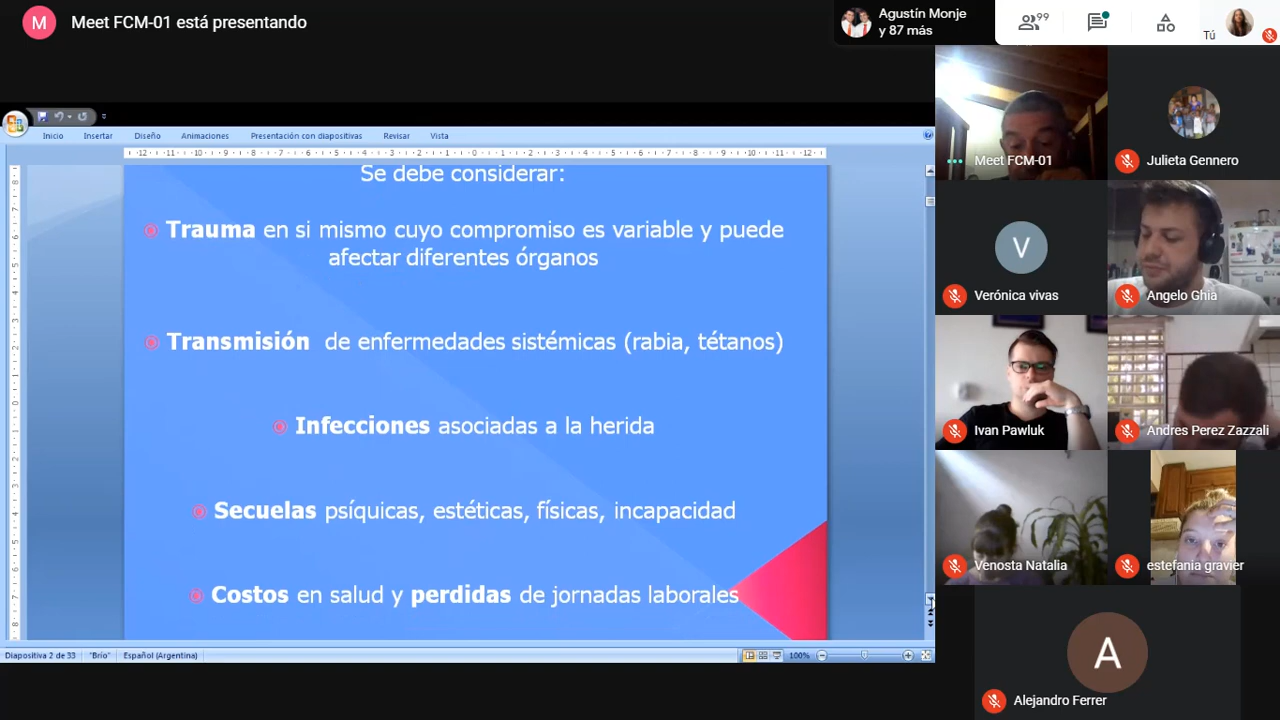 M Meet FCM-01 está presentando
Agustín Monje
y 87 más
99
Tú
Inicio Insertar Diseño Animaciones Presentación con diapositivas Revisar Vista
Se debe considerar:
Trauma en si mismo cuyo compromiso es variable y puede
afectar diferentes órganos
Transmisión de enfermedades sistémicas (rabia, tétanos)
Infecciones asociadas a la herida
Secuelas psíquicas, estéticas, físicas, incapacidad
Costos en salud y perdidas de jornadas laborales
Diapositiva 2 de 33 "Brío" Español (Argentina) 100%
Meet FCM-01
Julieta Gennero
V
Verónica vivas
Angelo Ghia
Ivan Pawluk
Andres Perez Zazzali
Venosta Natalia
estefania gravier
A
Alejandro Ferrer